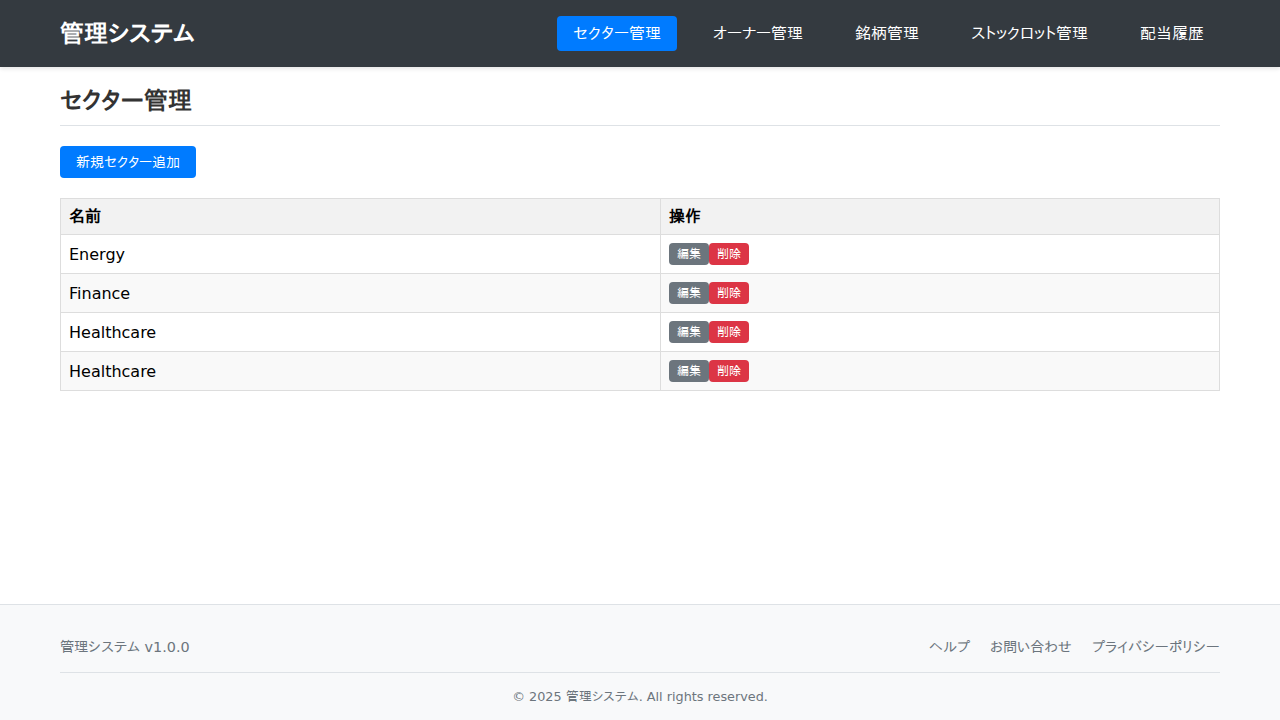 管理システム
セクター管理 オーナー管理 銘柄管理 ストックロット管理 配当履歴
セクター管理
新規セクター追加
名前 操作
Energy 編集 削除
Finance 編集 削除
Healthcare 編集 削除
Healthcare 編集 削除
管理システム v1.0.0
ヘルプ お問い合わせ プライバシーポリシー
© 2025 管理システム. All rights reserved.